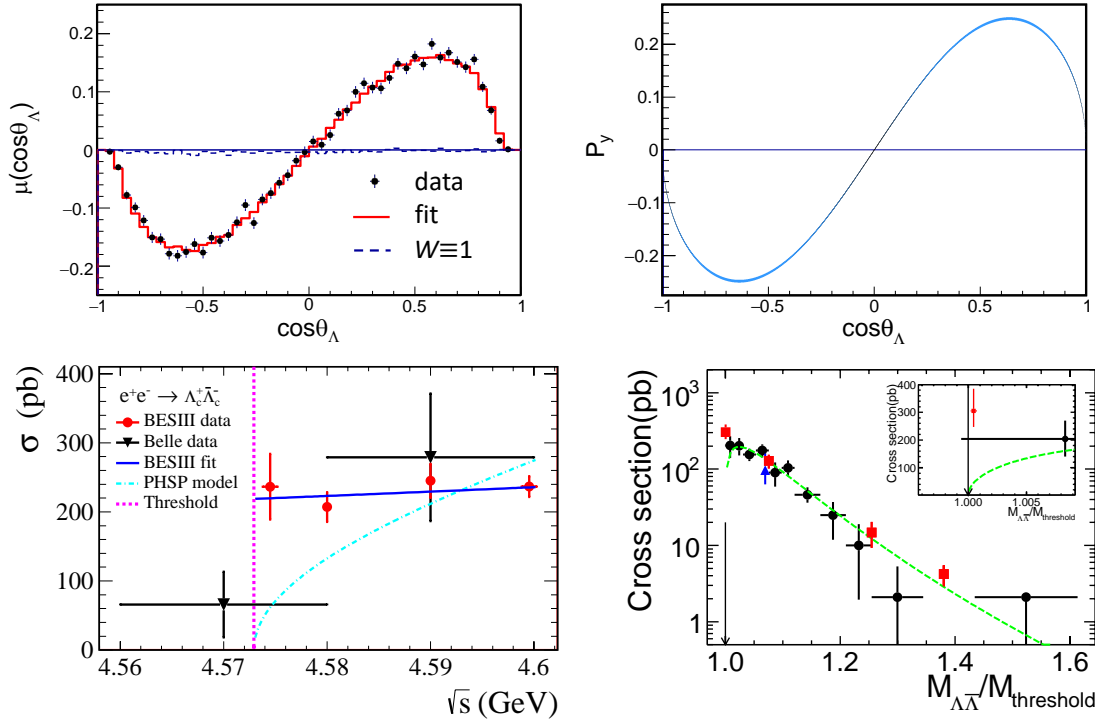 μ(cosθ_Λ)
0.2
0.1
0
−0.1
−0.2
data
fit
W≡1
−1 −0.5 0 0.5 1
cosθ_Λ
P_y
0.2
0.1
0
−0.1
−0.2
−1 −0.5 0 0.5 1
cosθ_Λ
σ (pb)
400
320
240
160
80
0
e⁺e⁻ → Λ_c⁺Λ̄_c⁻
BESIII data
Belle data
BESIII fit
PHSP model
Threshold
4.56 4.57 4.58 4.59 4.6
√s (GeV)
Cross section(pb)
10³
10²
10
1
1.0 1.2 1.4 1.6
M_ΛΛ̄/M_threshold
Cross section(pb)
400
300
200
100
1.000 1.005
M_ΛΛ̄/M_threshold